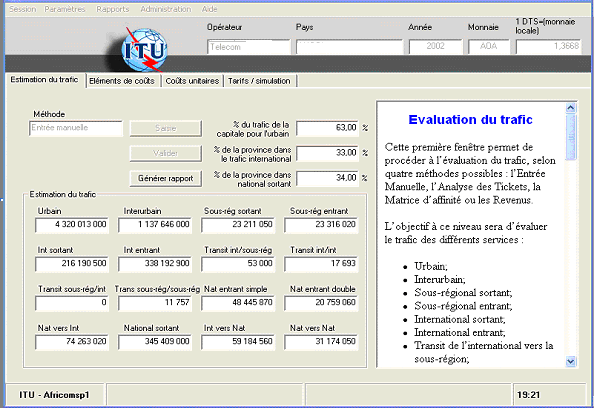 Session Paramètres Rapports Administration Aide
Opérateur Pays Année Monnaie 1 DTS=(monnaie locale)
Telecom 2002 ADA 1,3668
ITU
Estimation du trafic Eléments de coûts Coûts unitaires Tarifs / simulation
Méthode
Entrée manuelle Saisie
Valider
Générer rapport
% du trafic de la capitale pour l'urbain 63,00 %
% de la province dans le trafic international 33,00 %
% de la province dans national sortant 34,00 %
Estimation du trafic
Urbain Interurbain Sous-rég sortant Sous-rég entrant
4 320 013 000 1 137 646 000 23 211 050 23 316 020
Int sortant Int entrant Transit int/sous-rég Transit int/int
216 190 500 338 192 900 53 000 17 693
Transit sous-rég/int Trans sous-rég/sous-rég Nat entrant simple Nat entrant double
0 11 757 48 445 870 20 759 060
Nat vers Int National sortant Int vers Nat Nat vers Nat
74 263 020 345 409 000 59 184 560 31 174 050
Evaluation du trafic
Cette première fenêtre permet de
procéder à l'évaluation du trafic, selon
quatre méthodes possibles : l'Entrée
Manuelle, l'Analyse des Tickets, la
Matrice d'affinité ou les Revenus.
L'objectif à ce niveau sera d'évaluer
le trafic des différents services :
• Urbain;
• Interurbain;
• Sous-régional sortant;
• Sous-régional entrant;
• International sortant;
• International entrant;
• Transit de l'international vers la
sous-région;
ITU - Africomsp1 19:21